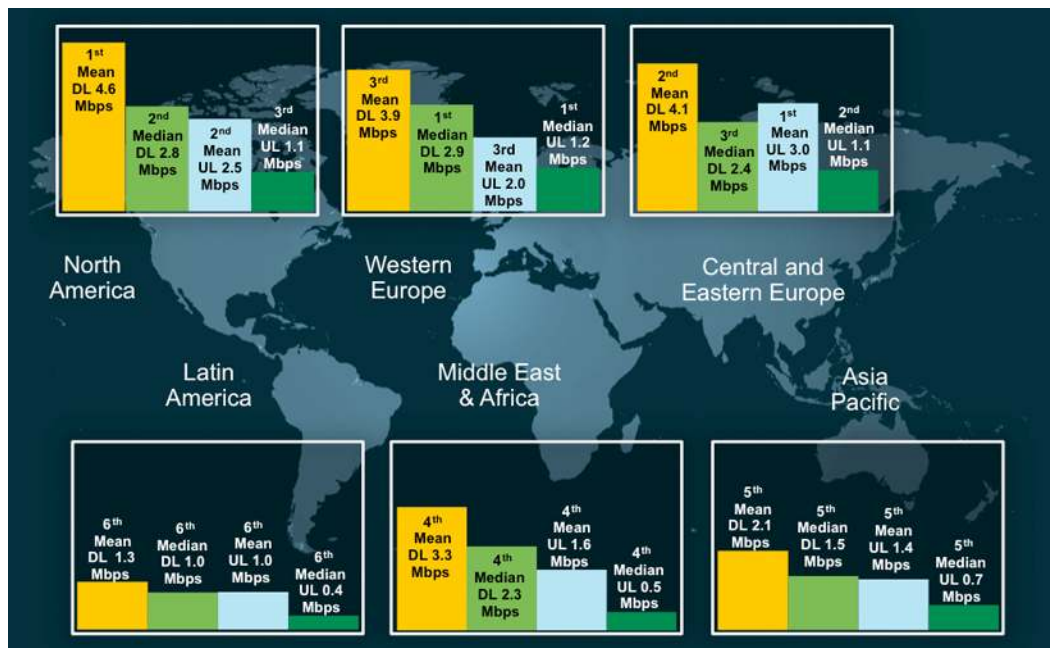 1st
Mean
DL 4.6
Mbps
2nd
Median
DL 2.8
Mbps
2nd
Mean
UL 2.5
Mbps
3rd
Median
UL 1.1
Mbps
3rd
Mean
DL 3.9
Mbps
1st
Median
DL 2.9
Mbps
3rd
Mean
UL 2.0
Mbps
1st
Median
UL 1.2
Mbps
2nd
Mean
DL 4.1
Mbps
3rd
Median
DL 2.4
Mbps
1st
Mean
UL 3.0
Mbps
2nd
Median
UL 1.1
Mbps
North
America
Western
Europe
Central and
Eastern Europe
Latin
America
Middle East
& Africa
Asia
Pacific
6th
Mean
DL 1.3
Mbps
6th
Median
DL 1.0
Mbps
6th
Mean
UL 1.0
Mbps
6th
Median
UL 0.4
Mbps
4th
Mean
DL 3.3
Mbps
4th
Median
DL 2.3
Mbps
4th
Mean
UL 1.6
Mbps
4th
Median
UL 0.5
Mbps
5th
Mean
DL 2.1
Mbps
5th
Median
DL 1.5
Mbps
5th
Mean
UL 1.4
Mbps
5th
Median
UL 0.7
Mbps